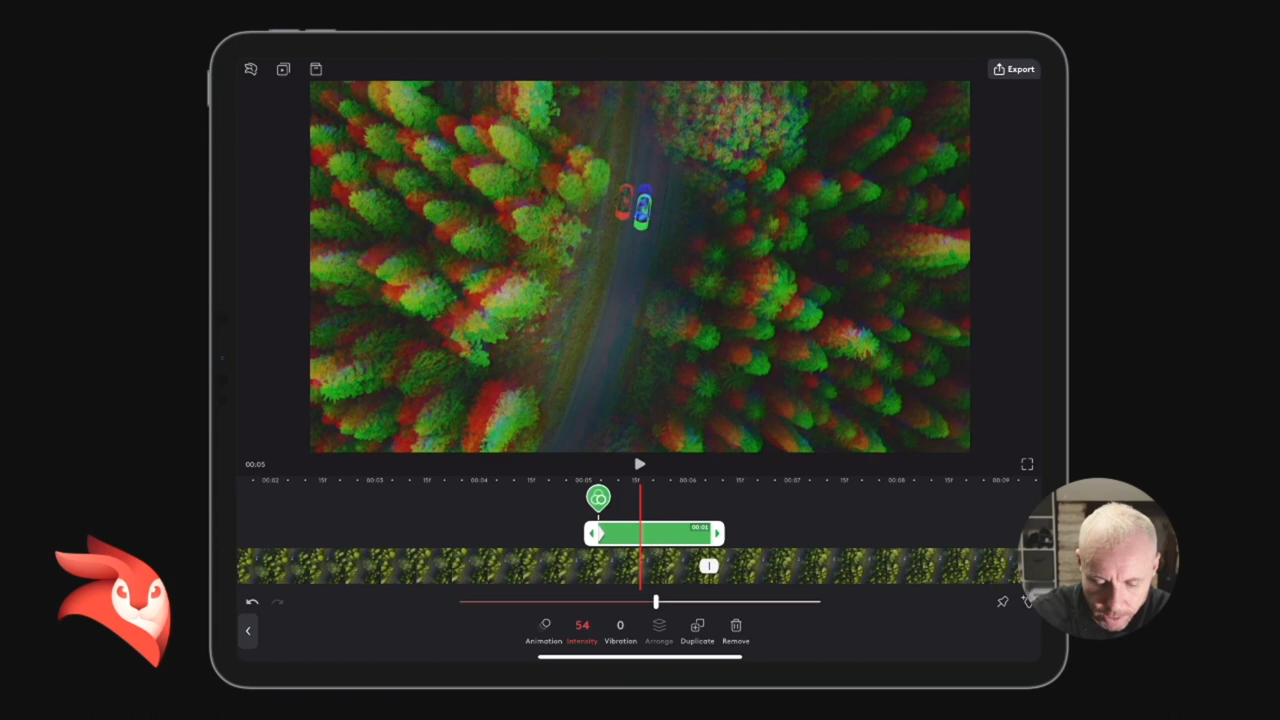 Export
00:05
00:02 15f 00:03 15f 00:04 15f 00:05 15f 00:06 15f 00:07 15f 00:08 15f 00:09
00:01
54 0
Animation Intensity Vibration Arrange Duplicate Remove